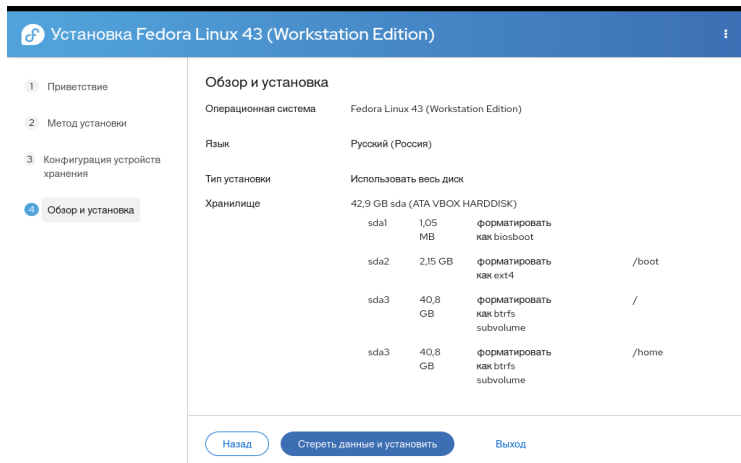 Установка Fedora Linux 43 (Workstation Edition)
1 Приветствие
2 Метод установки
3 Конфигурация устройств
хранения
4 Обзор и установка
Обзор и установка
Операционная система Fedora Linux 43 (Workstation Edition)
Язык Русский (Россия)
Тип установки Использовать весь диск
Хранилище 42,9 GB sda (ATA VBOX HARDDISK)
sda1 1,05 форматировать
MB как biosboot
sda2 2,15 GB форматировать /boot
как ext4
sda3 40,8 форматировать /
GB как btrfs
subvolume
sda3 40,8 форматировать /home
GB как btrfs
subvolume
Назад Стереть данные и установить Выход